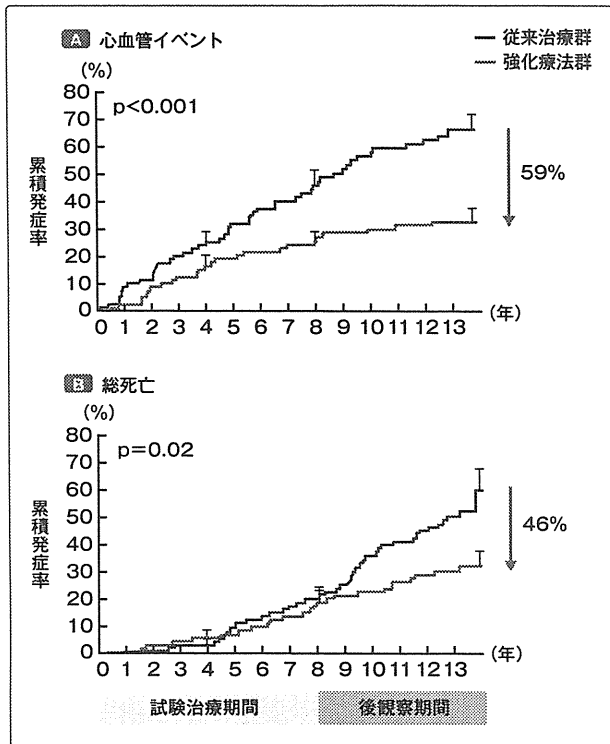 A 心血管イベント
従来治療群
強化療法群
(%)
p<0.001
80
70
60
50
40
30
20
10
0
累積発症率
59%
0 1 2 3 4 5 6 7 8 9 10 11 12 13 (年)
B 総死亡
(%)
p=0.02
80
70
60
50
40
30
20
10
0
累積発症率
46%
0 1 2 3 4 5 6 7 8 9 10 11 12 13 (年)
試験治療期間
後観察期間